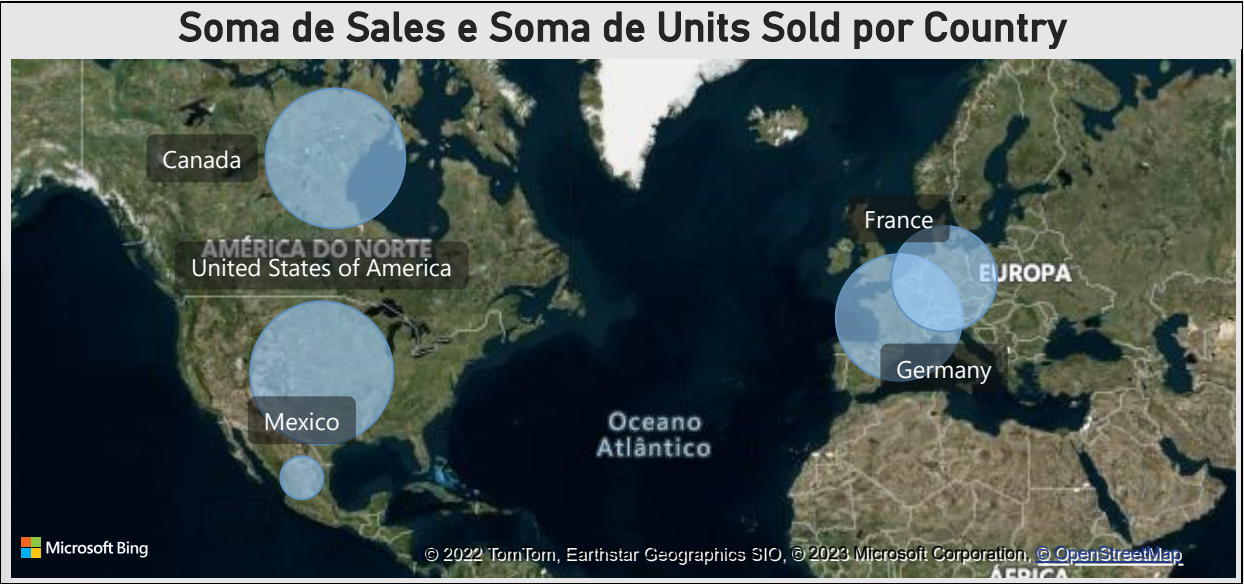 Soma de Sales e Soma de Units Sold por Country
Canada
AMÉRICA DO NORTE
United States of America
Mexico
France
EUROPA
Germany
Oceano
Atlântico
Microsoft Bing
© 2022 TomTom, Earthstar Geographics SIO, © 2023 Microsoft Corporation, © OpenStreetMap
ÁFRICA